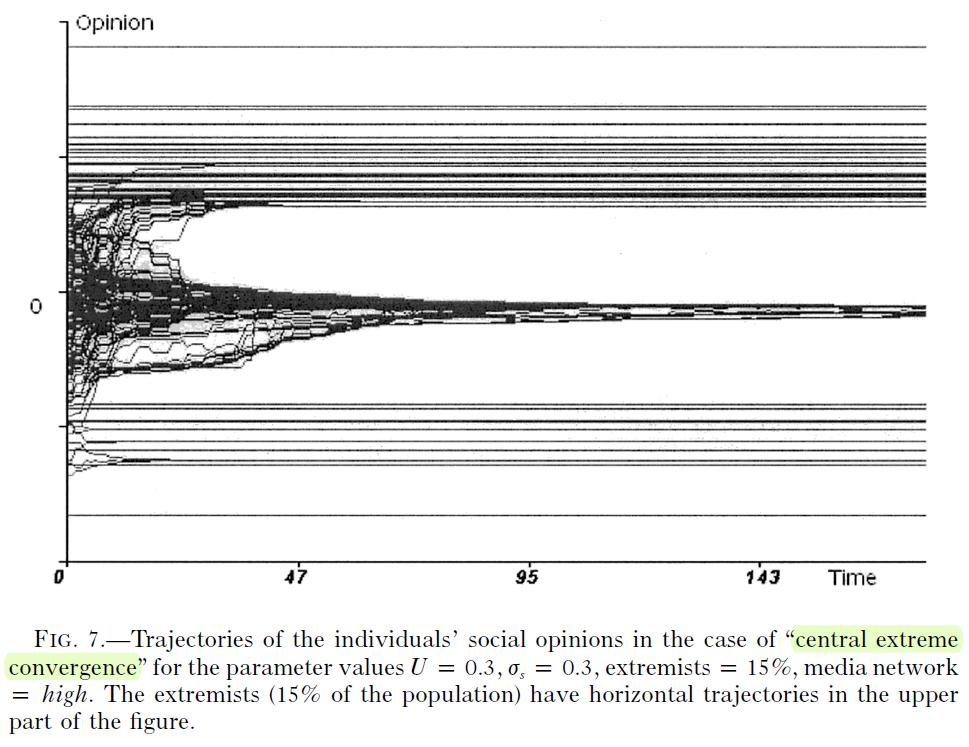 Opinion
0
0
47
95
143
Time
FIG. 7.—Trajectories of the individuals’ social opinions in the case of “central extreme
convergence” for the parameter values U = 0.3, σs = 0.3, extremists = 15%, media network
= high. The extremists (15% of the population) have horizontal trajectories in the upper
part of the figure.